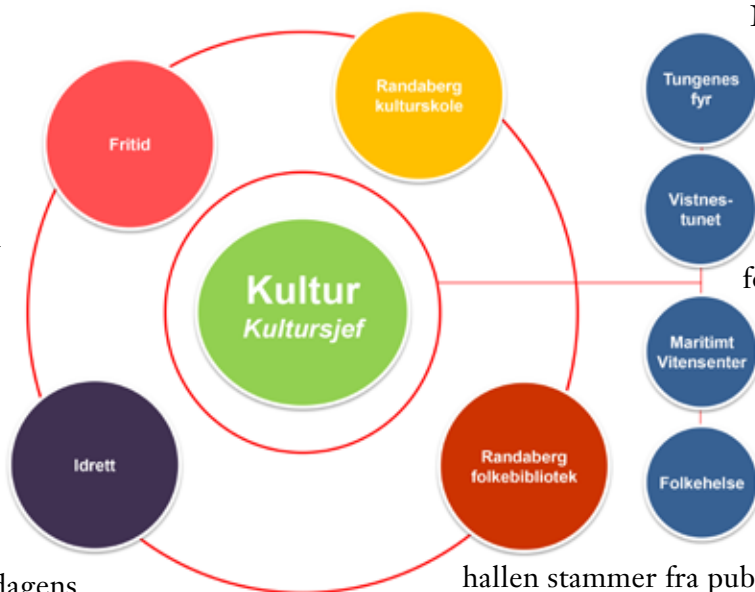 Randaberg
kulturskole
Tungenes
fyr
Fritid
Vistnes-
tunet
Kultur
Kultursjef
Maritimt
Vitensenter
Idrett
Randaberg
folkebibliotek
Folkehelse
hallen stammer fra pub